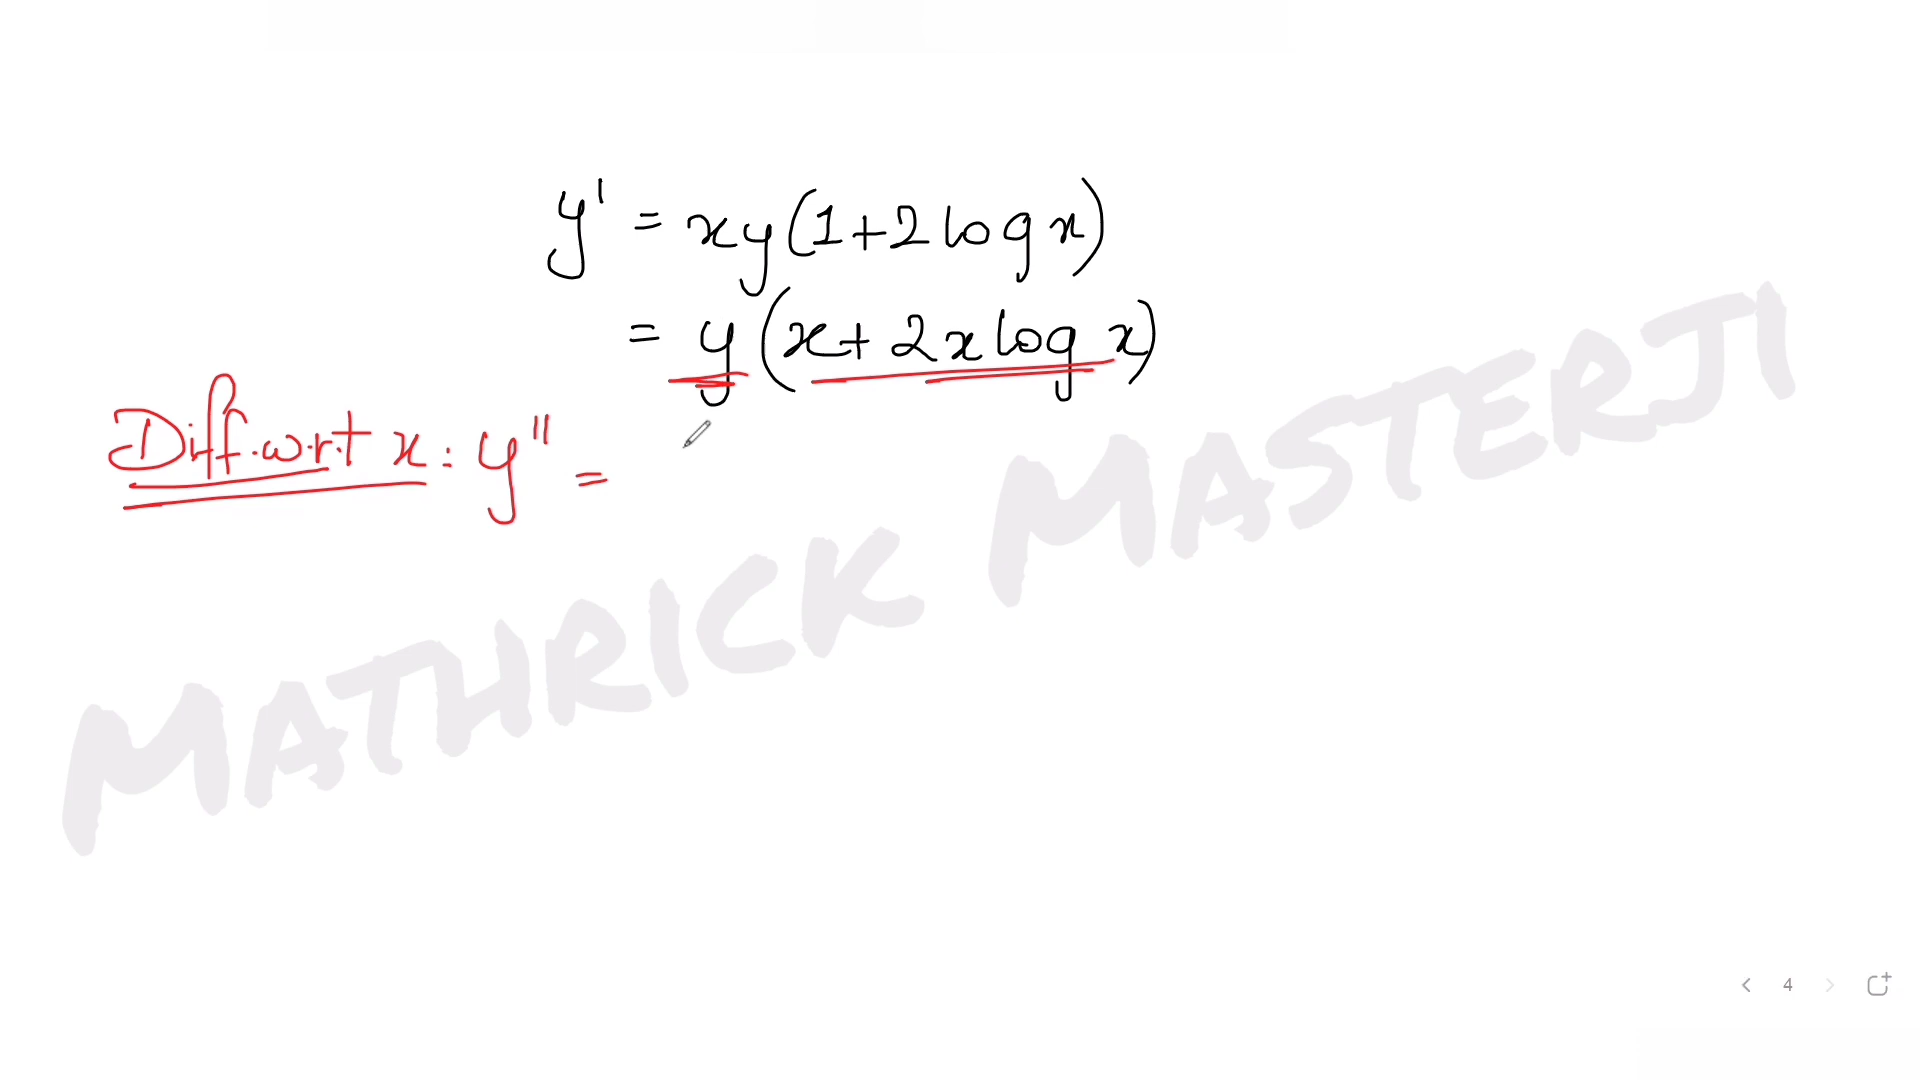 y' = xy(1+2 log x)
= y(x+2x log x)
Diff. w.r.t x : y'' =
MATHRICK MASTERJI
4